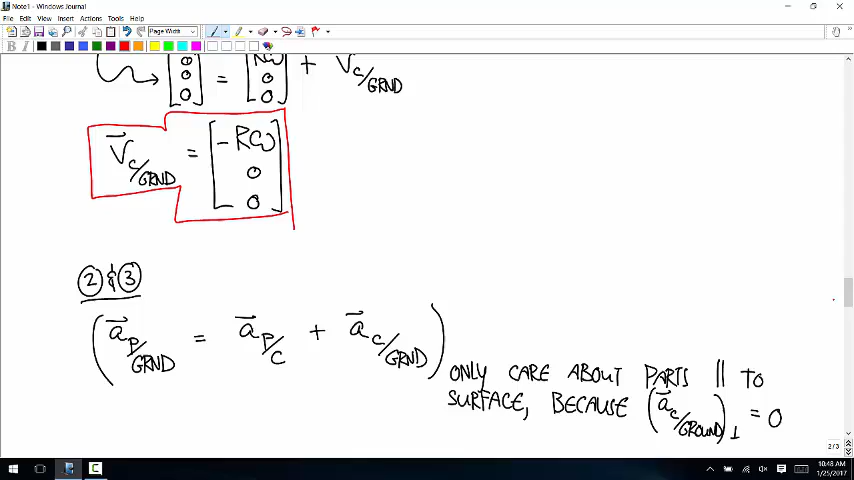 Note1 - Windows Journal
File Edit View Insert Actions Tools Help
Page Width
B I
[0 0 0] = [Rω 0 0] + V⃗ C/GRND
V⃗ C/GRND = [-Rω 0 0]
② & ③
(a⃗ P/GRND = a⃗ P/C + a⃗ C/GRND)
ONLY CARE ABOUT PARTS || TO
SURFACE, BECAUSE (a⃗ C/GROUND)⊥ = 0
2/3
10:48 AM
1/25/2017